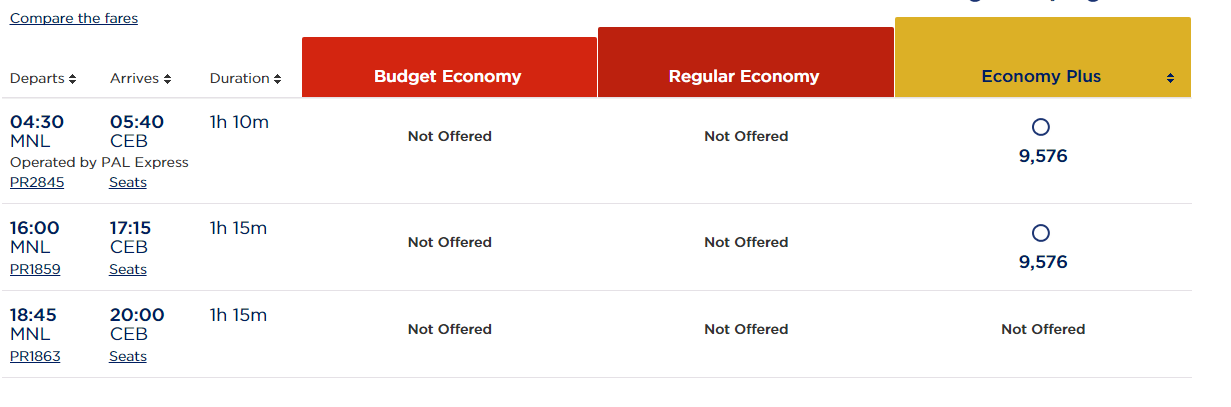 Compare the fares
Departs Arrives Duration Budget Economy Regular Economy Economy Plus
04:30 05:40 1h 10m
MNL CEB Not Offered Not Offered
Operated by PAL Express 9,576
PR2845 Seats
16:00 17:15 1h 15m
MNL CEB Not Offered Not Offered
PR1859 Seats 9,576
18:45 20:00 1h 15m
MNL CEB Not Offered Not Offered Not Offered
PR1863 Seats